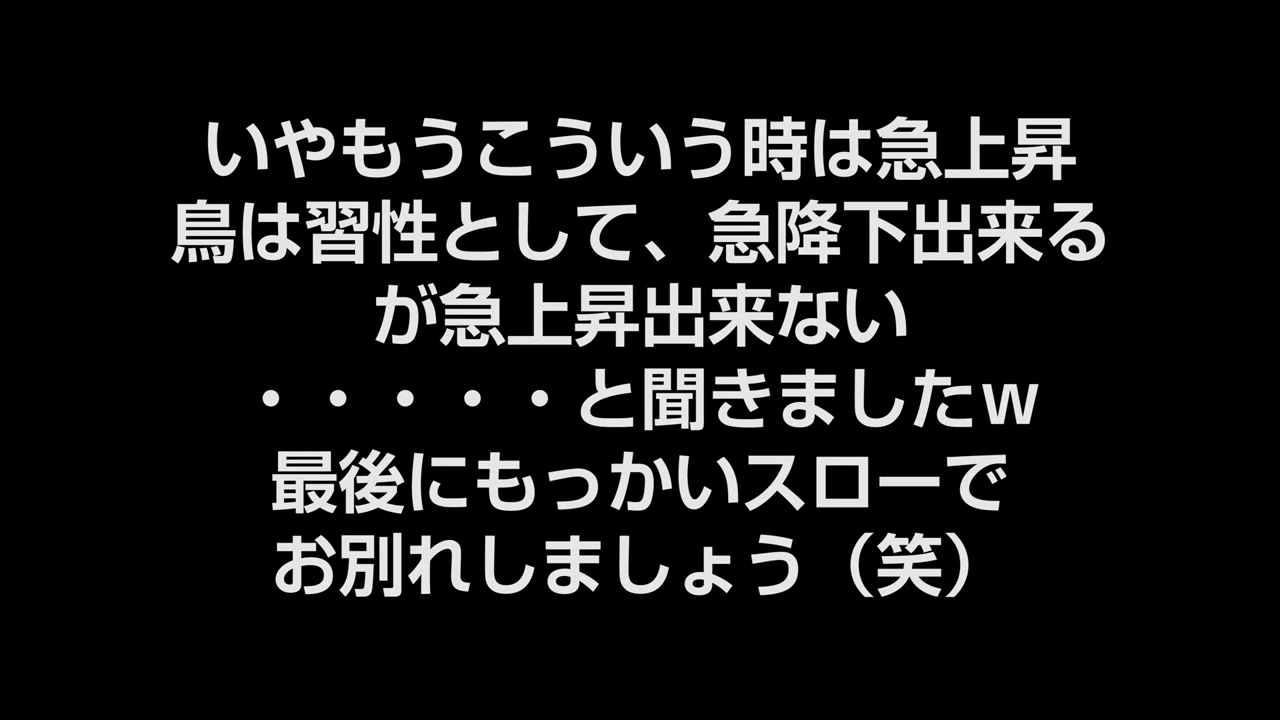 いやもうこういう時は急上昇
鳥は習性として、急降下出来る
が急上昇出来ない
・・・・・と聞きましたw
最後にもっかいスローで
お別れしましょう（笑）